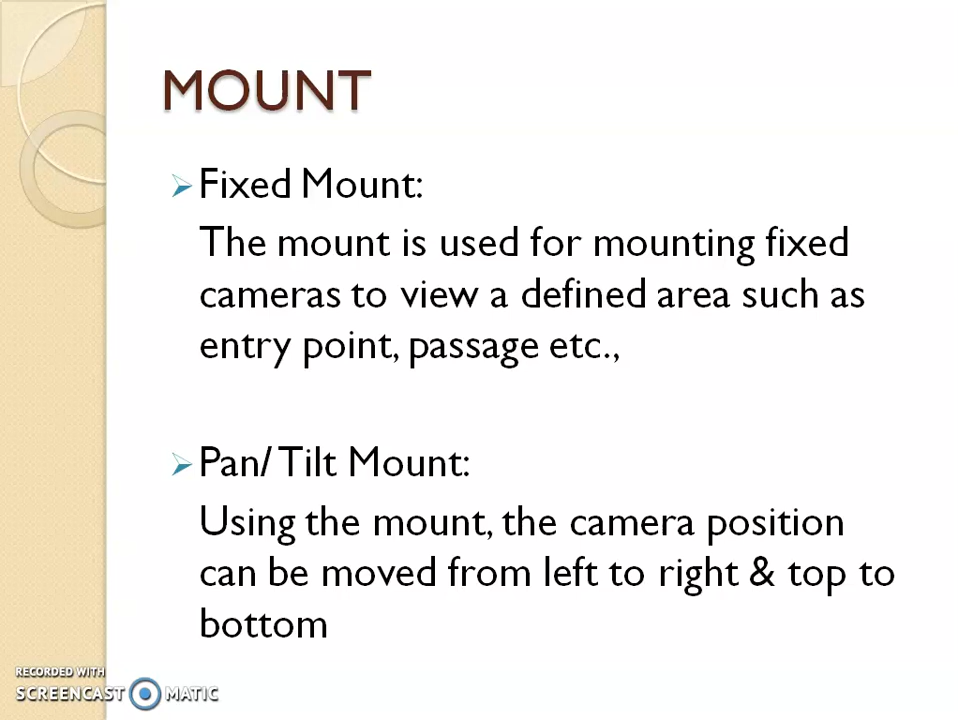 MOUNT
Fixed Mount:
The mount is used for mounting fixed
cameras to view a defined area such as
entry point, passage etc.,
Pan/ Tilt Mount:
Using the mount, the camera position
can be moved from left to right & top to
bottom
RECORDED WITH
SCREENCAST MATIC